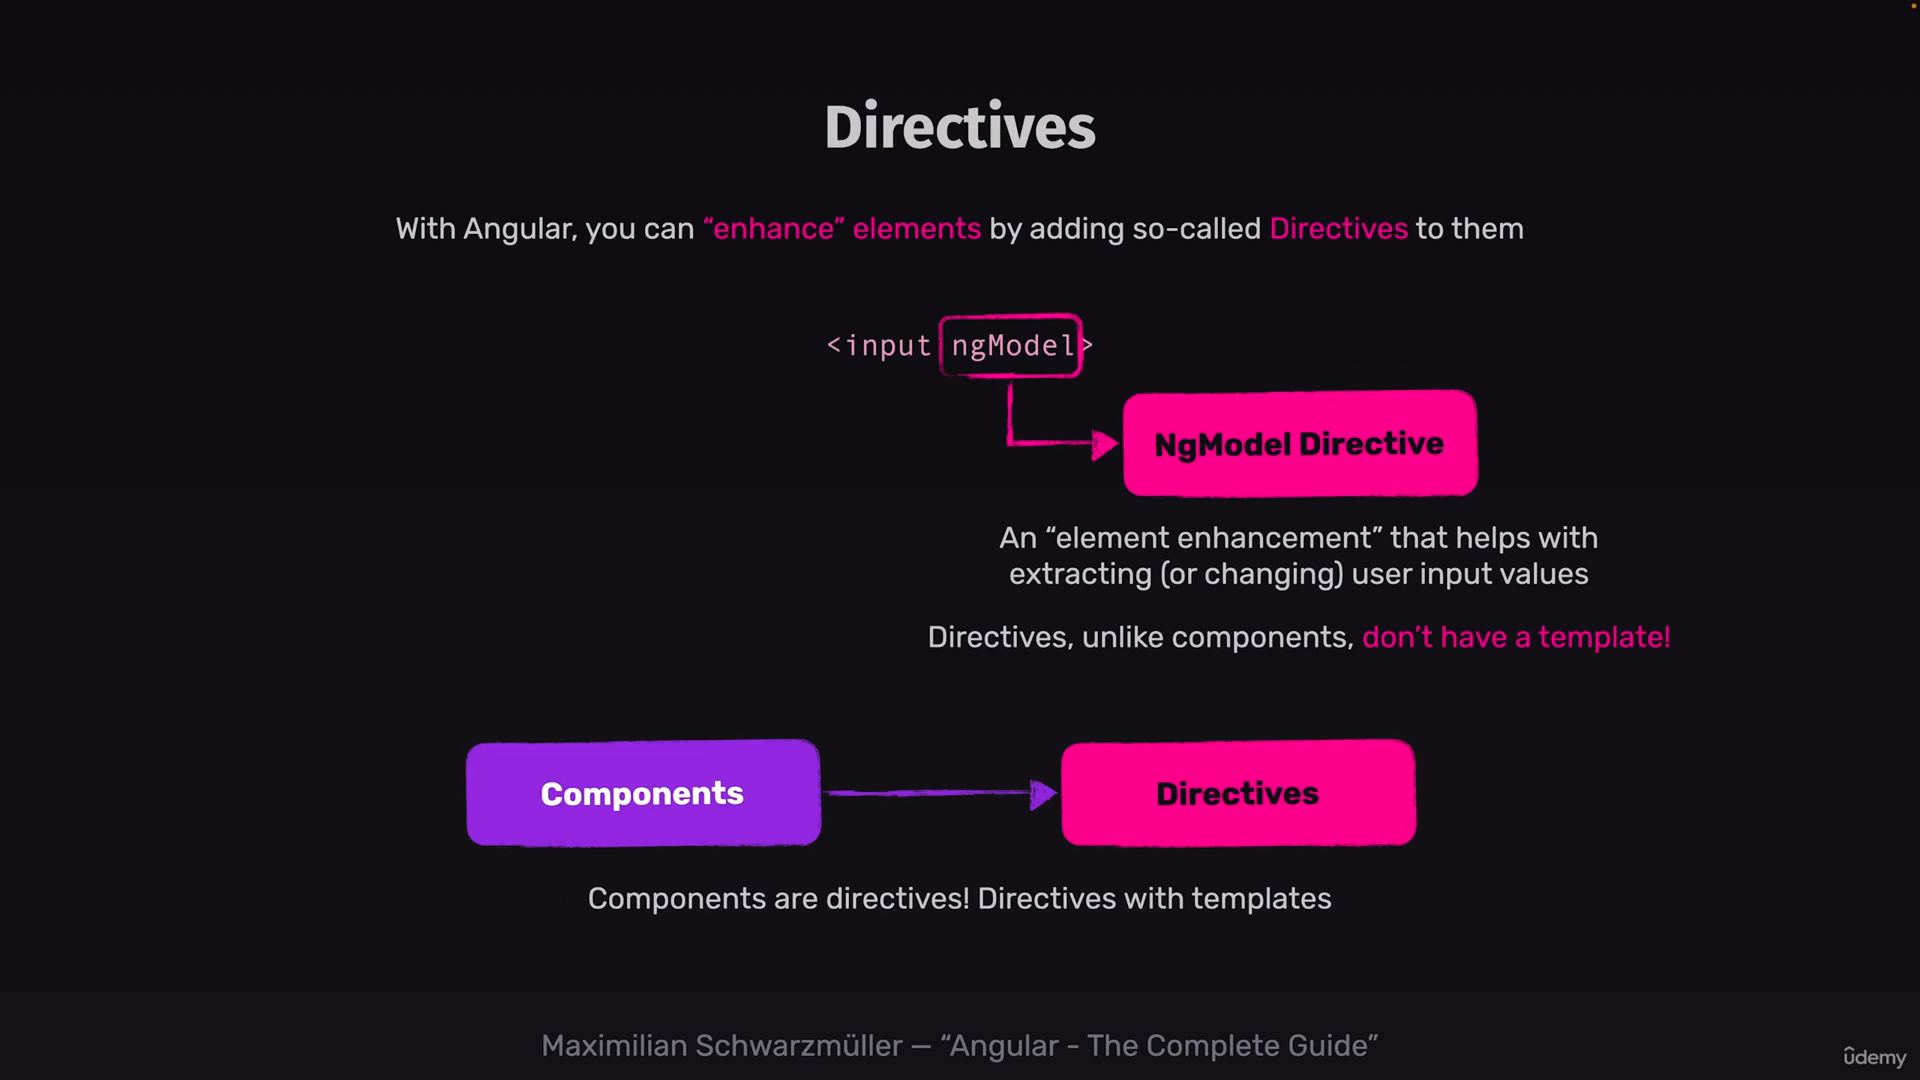 Directives
With Angular, you can “enhance” elements by adding so-called Directives to them
<input ngModel>
NgModel Directive
An “element enhancement” that helps with
extracting (or changing) user input values
Directives, unlike components, don’t have a template!
Components
Directives
Components are directives! Directives with templates
Maximilian Schwarzmüller — “Angular - The Complete Guide”
ûdemy